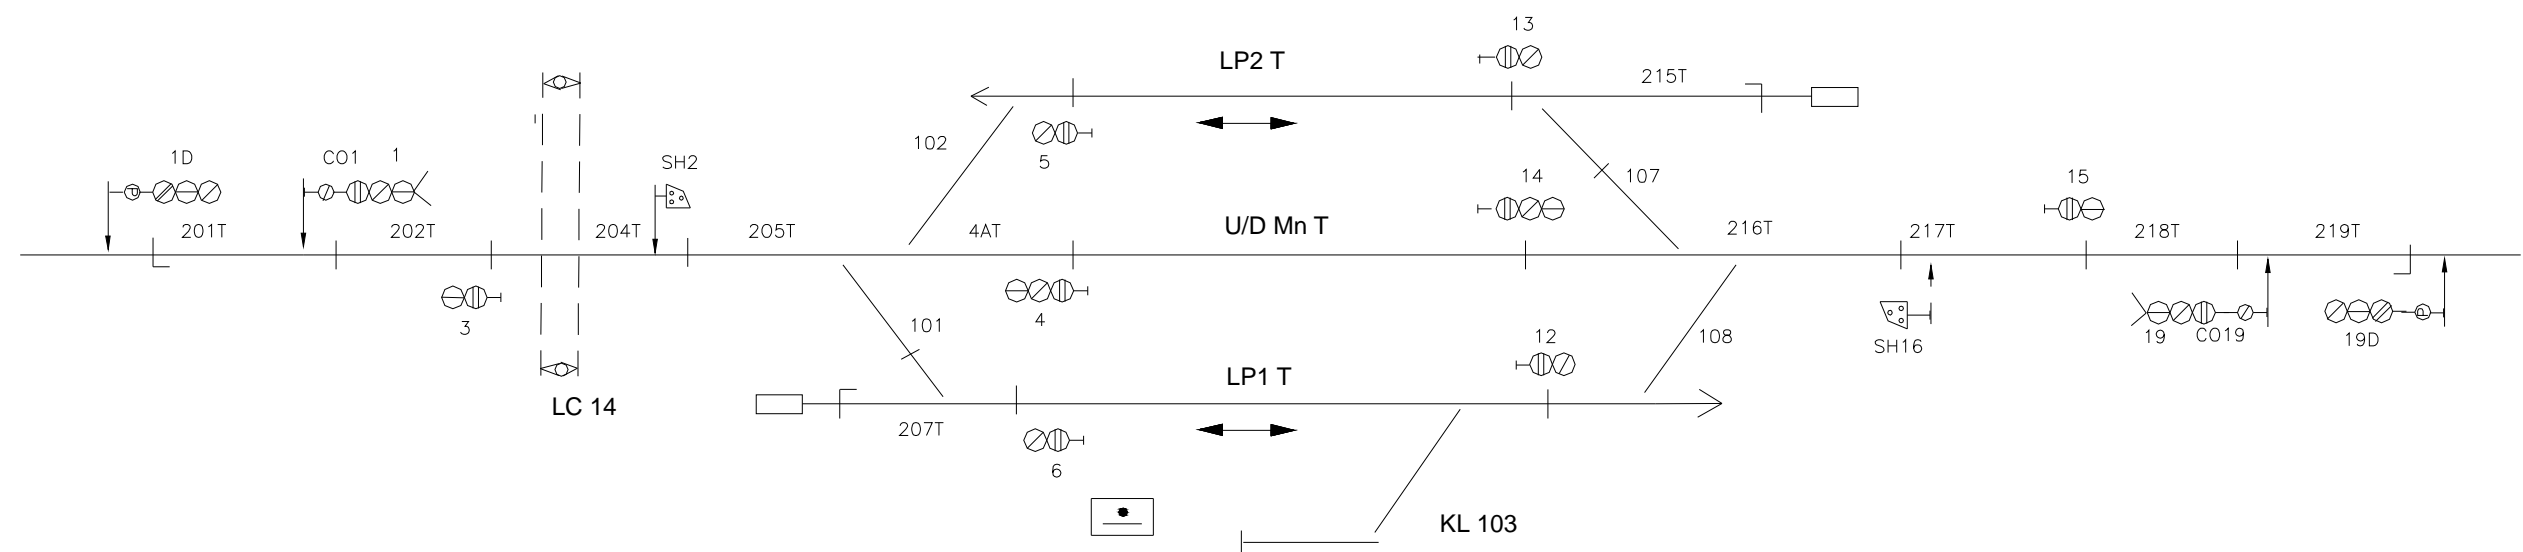 13
LP2 T
215T
102
5
1D
CO1
1
SH2
14
107
15
201T
202T
204T
205T
4AT
U/D Mn T
216T
217T
218T
219T
3
4
101
12
108
SH16
19
CO19
19D
LC 14
LP1 T
207T
6
KL 103
P
P